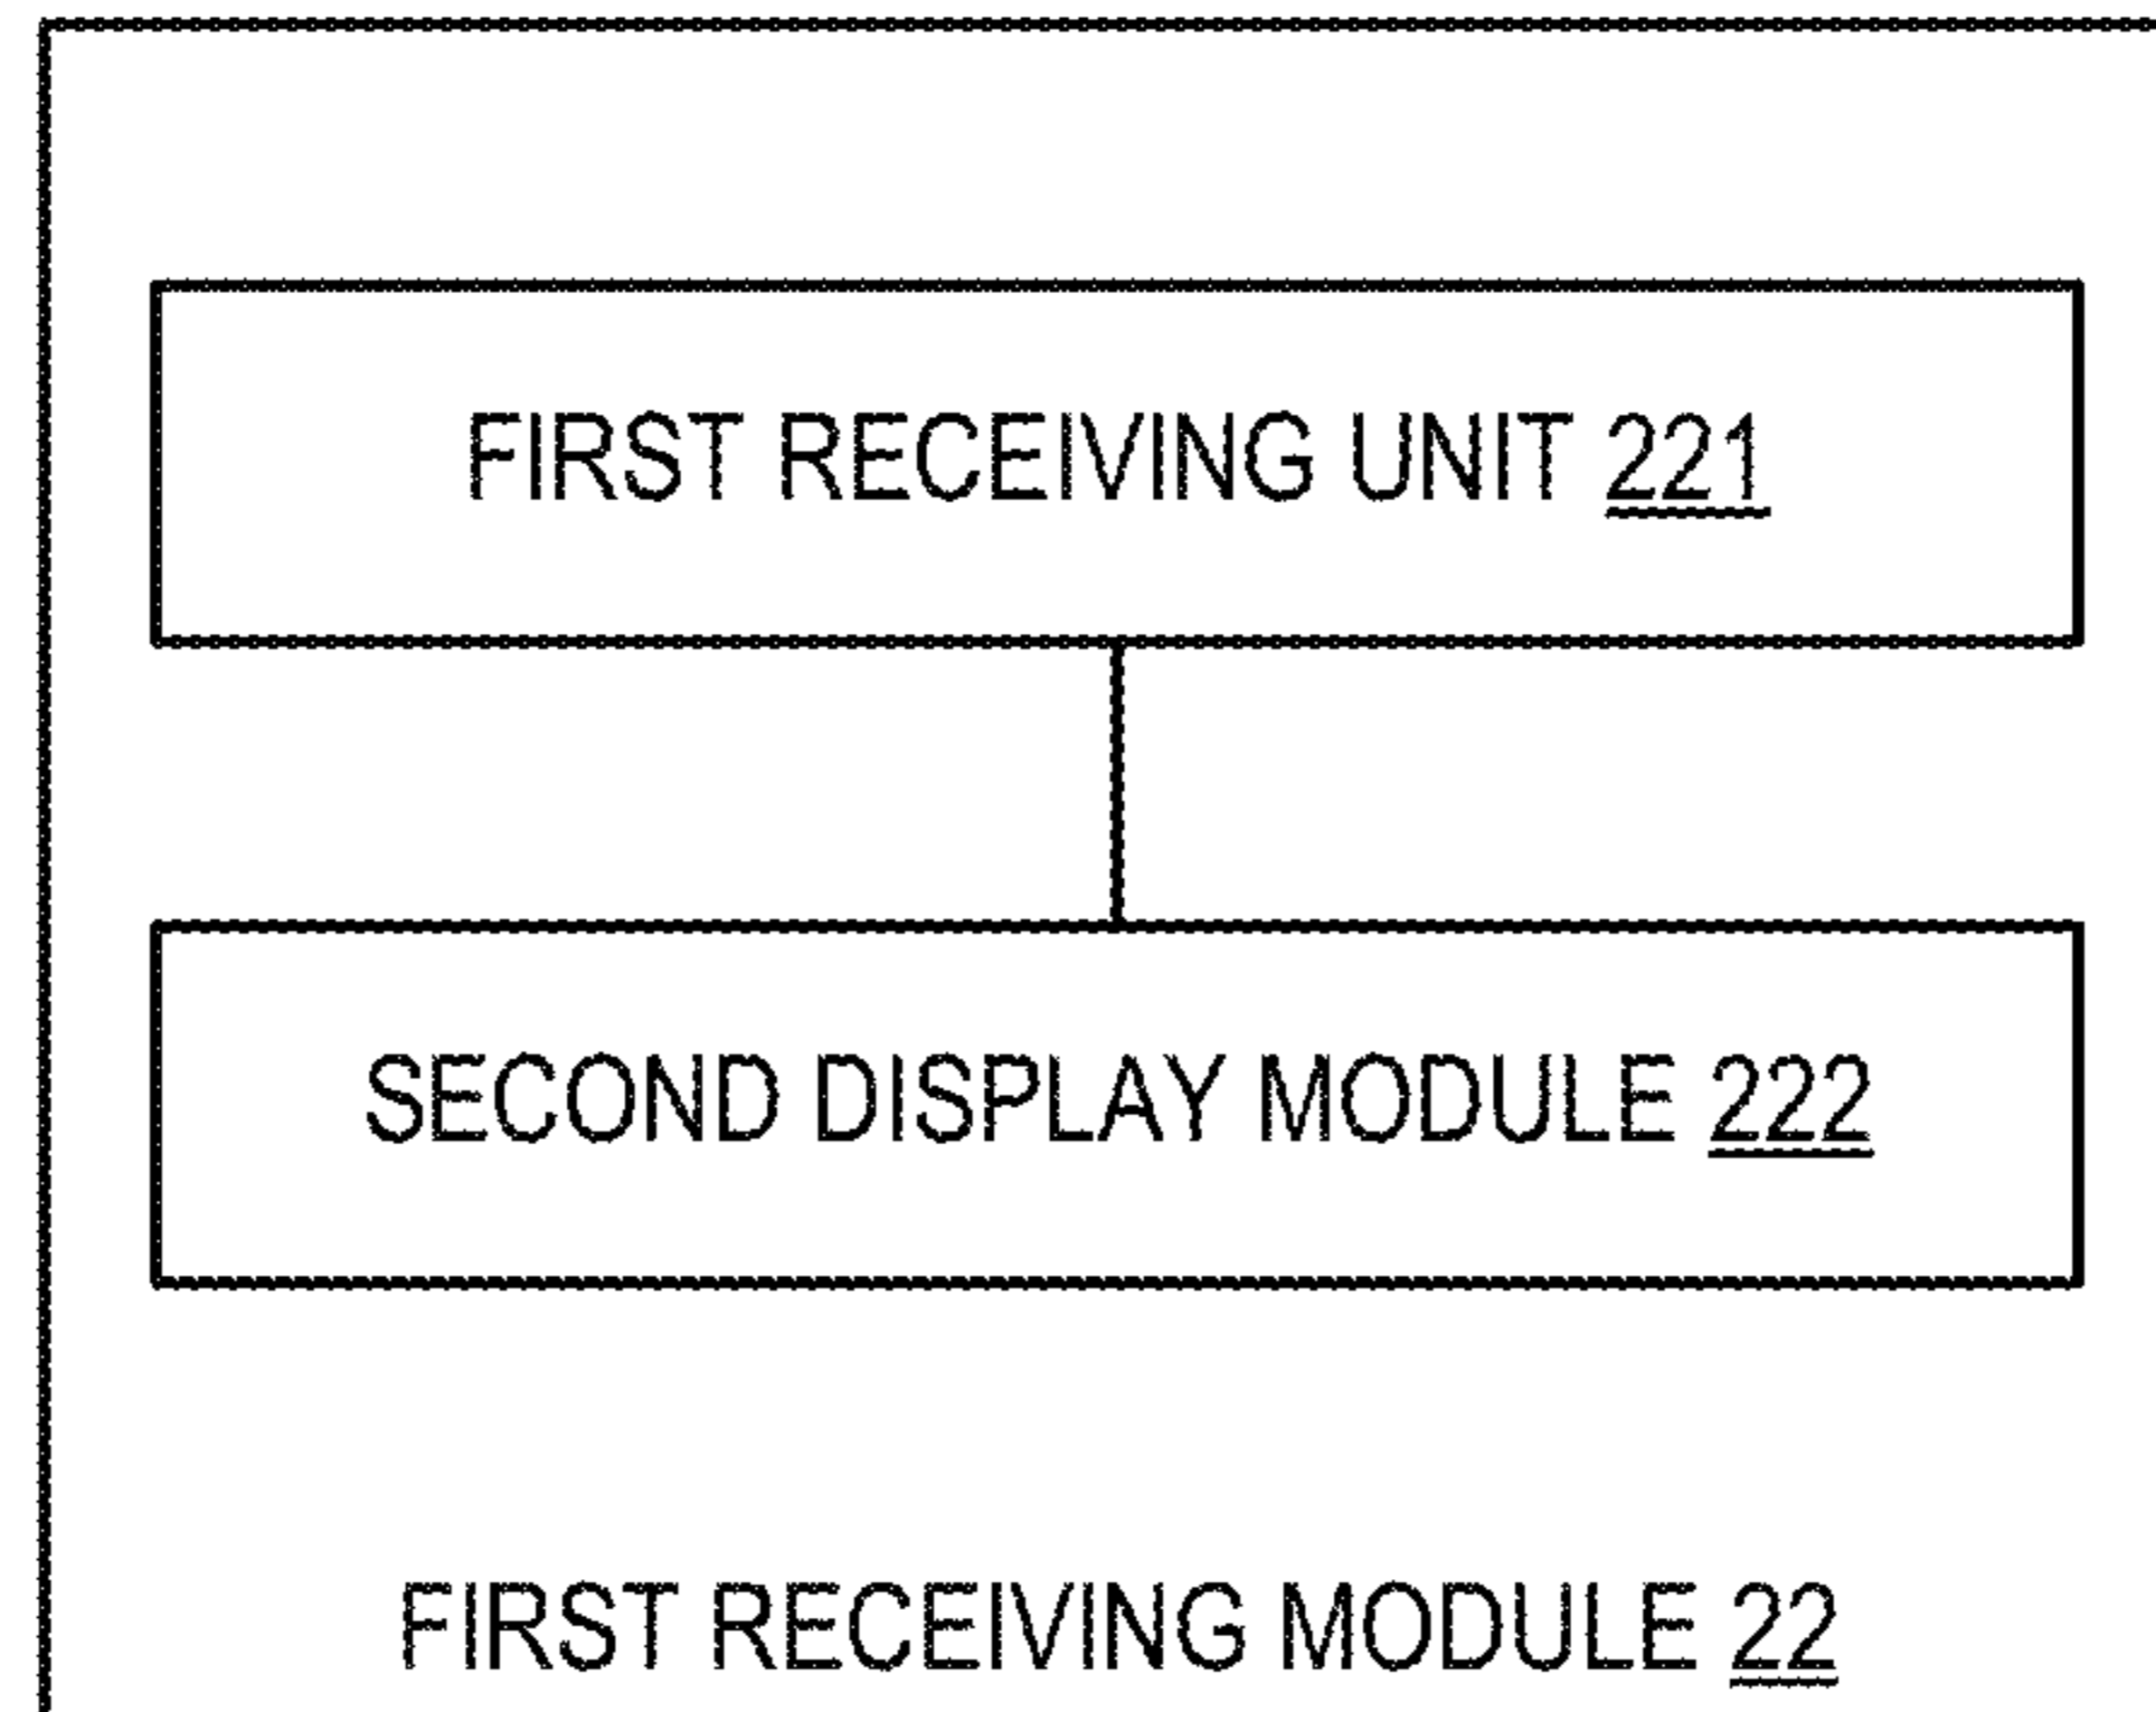 FIRST RECEIVING UNIT 221
SECOND DISPLAY MODULE 222
FIRST RECEIVING MODULE 22